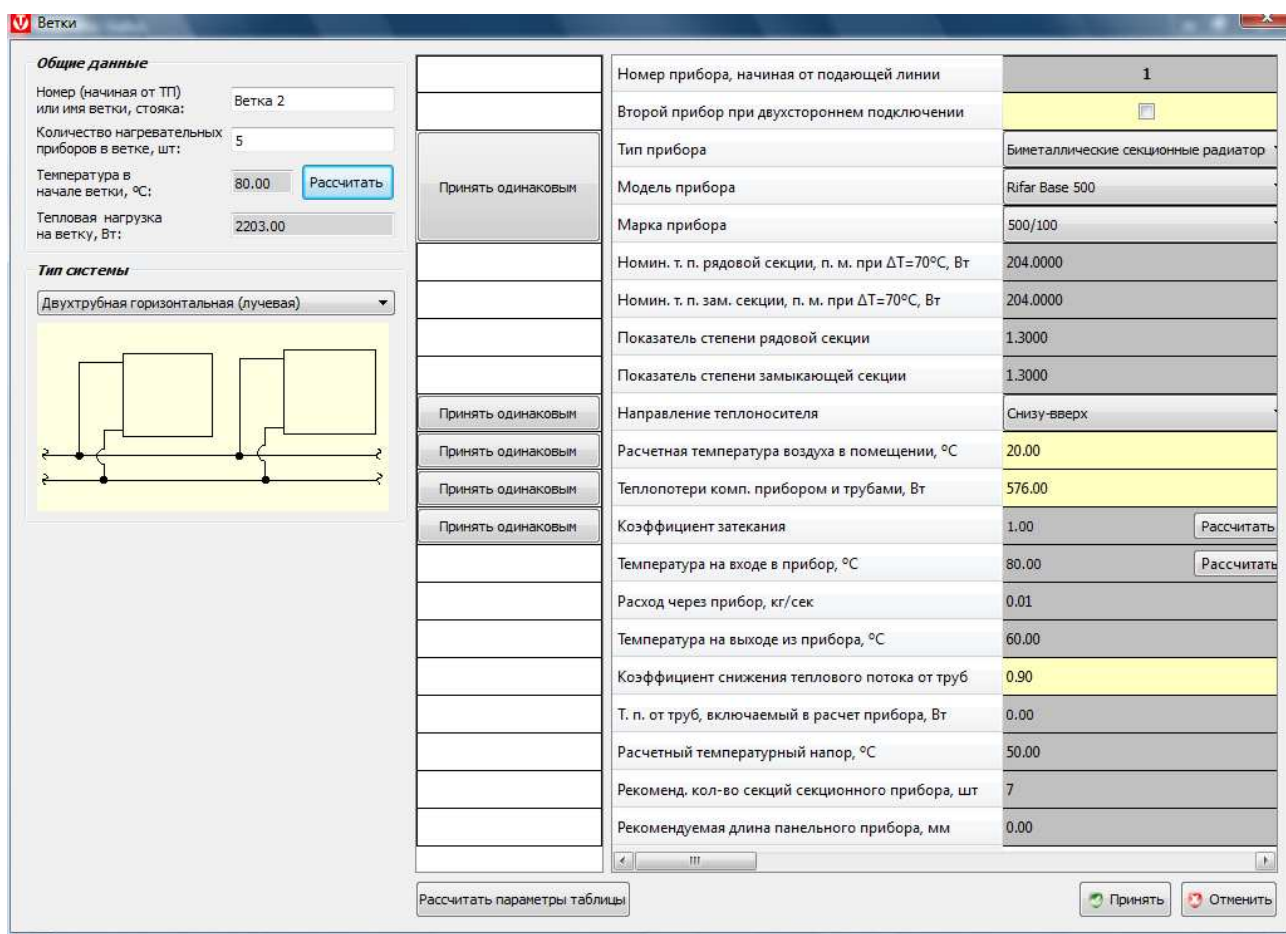 Ветки
Общие данные
Номер (начиная от ТП)
или имя ветки, стояка:
Ветка 2
Количество нагревательных
приборов в ветке, шт:
5
Температура в
начале ветки, ºС:
80.00
Рассчитать
Тепловая нагрузка
на ветку, Вт:
2203.00
Тип системы
Двухтрубная горизонтальная (лучевая)
Номер прибора, начиная от подающей линии
1
Второй прибор при двухстороннем подключении
Принять одинаковым
Тип прибора
Биметаллические секционные радиатор
Модель прибора
Rifar Base 500
Марка прибора
500/100
Номин. т. п. рядовой секции, п. м. при ΔT=70ºС, Вт
204.0000
Номин. т. п. зам. секции, п. м. при ΔT=70ºС, Вт
204.0000
Показатель степени рядовой секции
1.3000
Показатель степени замыкающей секции
1.3000
Принять одинаковым
Направление теплоносителя
Снизу-вверх
Принять одинаковым
Расчетная температура воздуха в помещении, ºС
20.00
Принять одинаковым
Теплопотери комп. прибором и трубами, Вт
576.00
Принять одинаковым
Коэффициент затекания
1.00
Рассчитать
Температура на входе в прибор, ºС
80.00
Рассчитать
Расход через прибор, кг/сек
0.01
Температура на выходе из прибора, ºС
60.00
Коэффициент снижения теплового потока от труб
0.90
Т. п. от труб, включаемый в расчет прибора, Вт
0.00
Расчетный температурный напор, ºС
50.00
Рекоменд. кол-во секций секционного прибора, шт
7
Рекомендуемая длина панельного прибора, мм
0.00
Рассчитать параметры таблицы
Принять
Отменить